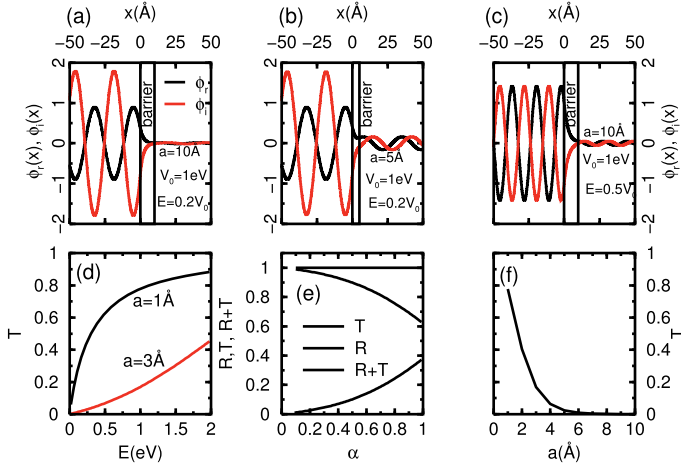 (a) x(Å) (b) x(Å) (c) x(Å)
−50 −25 0 25 50 −25 0 25 50 −50 −25 0 25 50
2
1
0
−1
−2
ϕr(x), ϕi(x)
ϕr
ϕi
barrier
a=10Å
V0=1eV
E=0.2V0
barrier
a=5A
V0=1eV
E=0.2V0
barrier
a=10Å
V0=1eV
E=0.5V0
2
1
0
−1
−2
ϕr(x), ϕi(x)
(d)
1
0.8
0.6
0.4
0.2
0
T
a=1Å
a=3Å
0 0.5 1 1.5 2
E(eV)
(e)
1
0.8
0.6
0.4
0.2
0
R,T, R+T
T
R
R+T
0 0.2 0.4 0.6 0.8 1
α
(f)
1
0.8
0.6
0.4
0.2
0
T
0 2 4 6 8 10
a(Å)